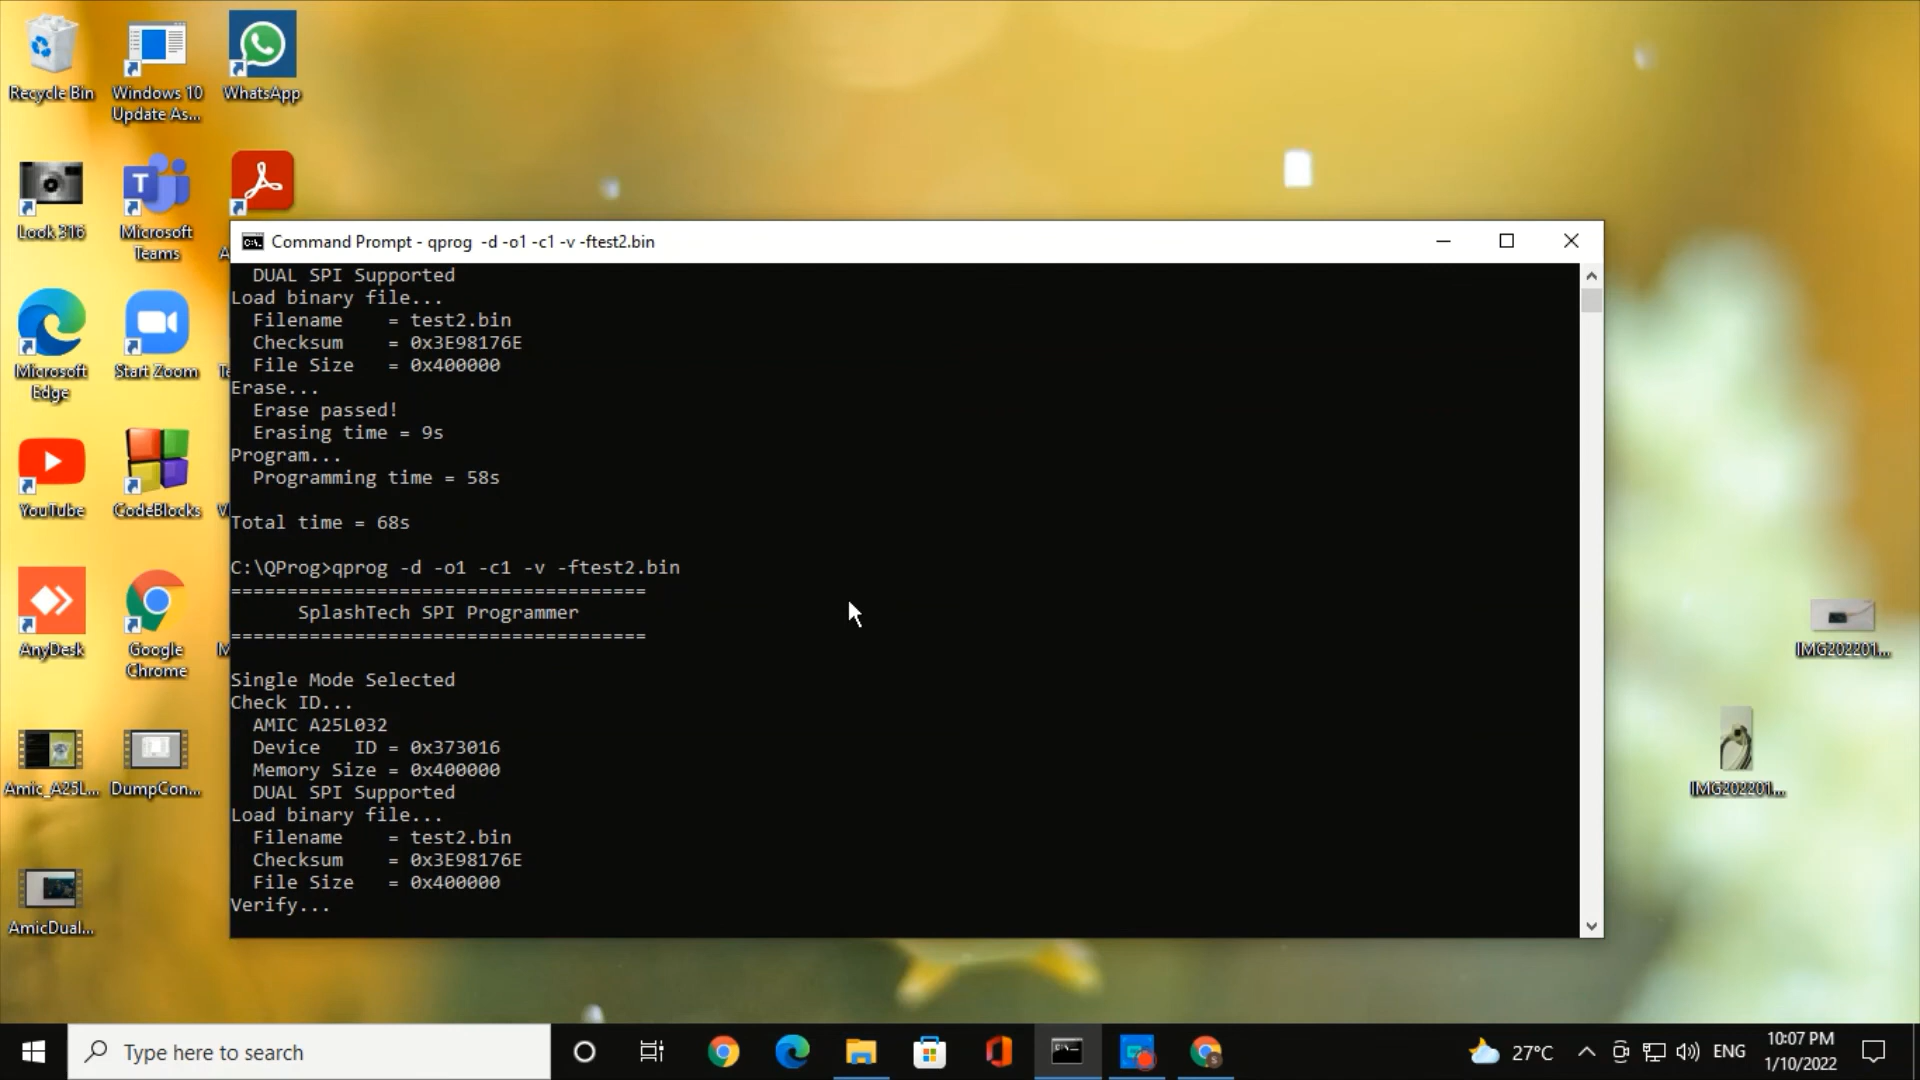 Recycle Bin
Windows 10
Update As...
WhatsApp
Look 316
Microsoft
Teams
Microsoft
Edge
Start Zoom
YouTube
CodeBlocks
AnyDesk
Google
Chrome
Amic_A25L...
DumpCon...
AmicDual...
Command Prompt - qprog  -d -o1 -c1 -v -ftest2.bin
DUAL SPI Supported
Load binary file...
Filename    = test2.bin
Checksum    = 0x3E98176E
File Size   = 0x400000
Erase...
Erase passed!
Erasing time = 9s
Program...
Programming time = 58s
Total time = 68s
C:\QProg>qprog -d -o1 -c1 -v -ftest2.bin
=====================================
SplashTech SPI Programmer
=====================================
Single Mode Selected
Check ID...
AMIC A25L032
Device   ID = 0x373016
Memory Size = 0x400000
DUAL SPI Supported
Load binary file...
Filename    = test2.bin
Checksum    = 0x3E98176E
File Size   = 0x400000
Verify...
IMG202201...
IMG202201...
Type here to search
27°C
ENG
10:07 PM
1/10/2022